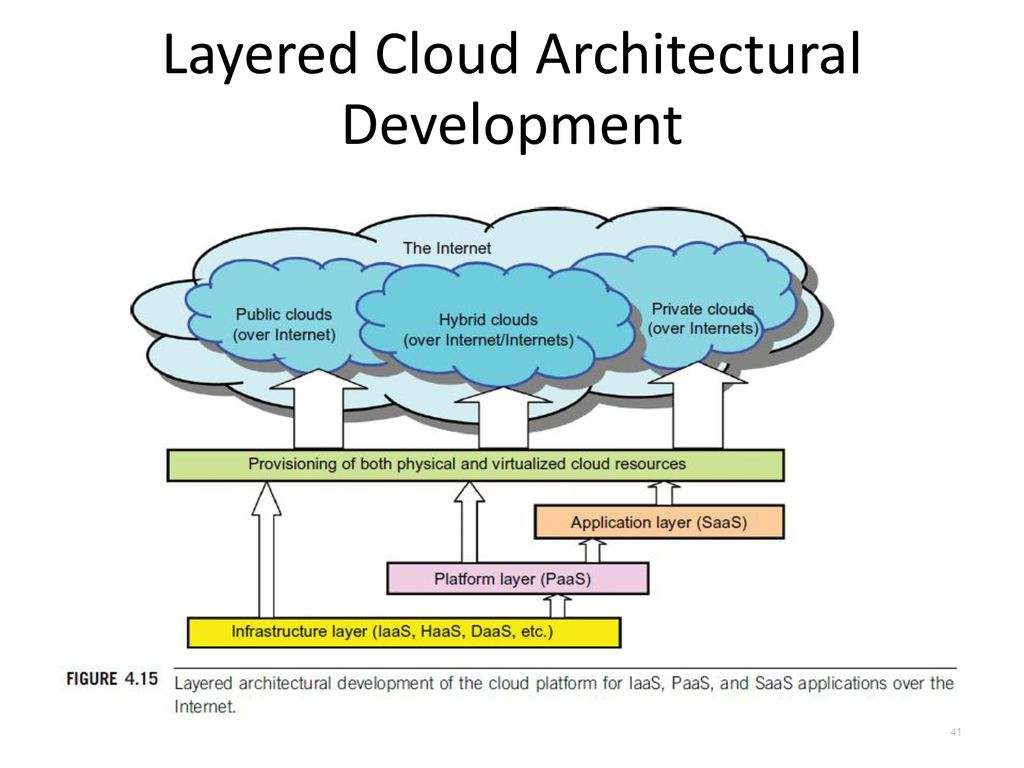 Layered Cloud Architectural
Development
The Internet
Public clouds
(over Internet)
Hybrid clouds
(over Internet/Internets)
Private clouds
(over Internets)
Provisioning of both physical and virtualized cloud resources
Application layer (SaaS)
Platform layer (PaaS)
Infrastructure layer (IaaS, HaaS, DaaS, etc.)
FIGURE 4.15
Layered architectural development of the cloud platform for IaaS, PaaS, and SaaS applications over the
Internet.
41